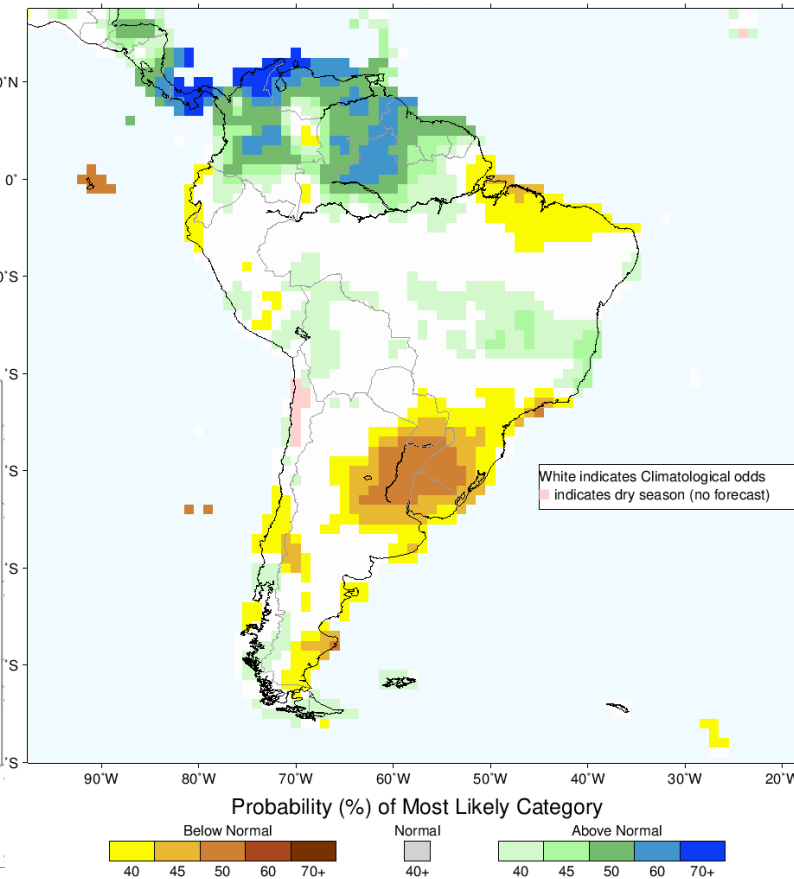 0°N
0°
0°S
°S
White indicates Climatological odds
°S
indicates dry season (no forecast)
°S
°S
°S
90°W 80°W 70°W 60°W 50°W 40°W 30°W 20°W
Probability (%) of Most Likely Category
Below Normal Normal Above Normal
40 45 50 60 70+ 40+ 40 45 50 60 70+